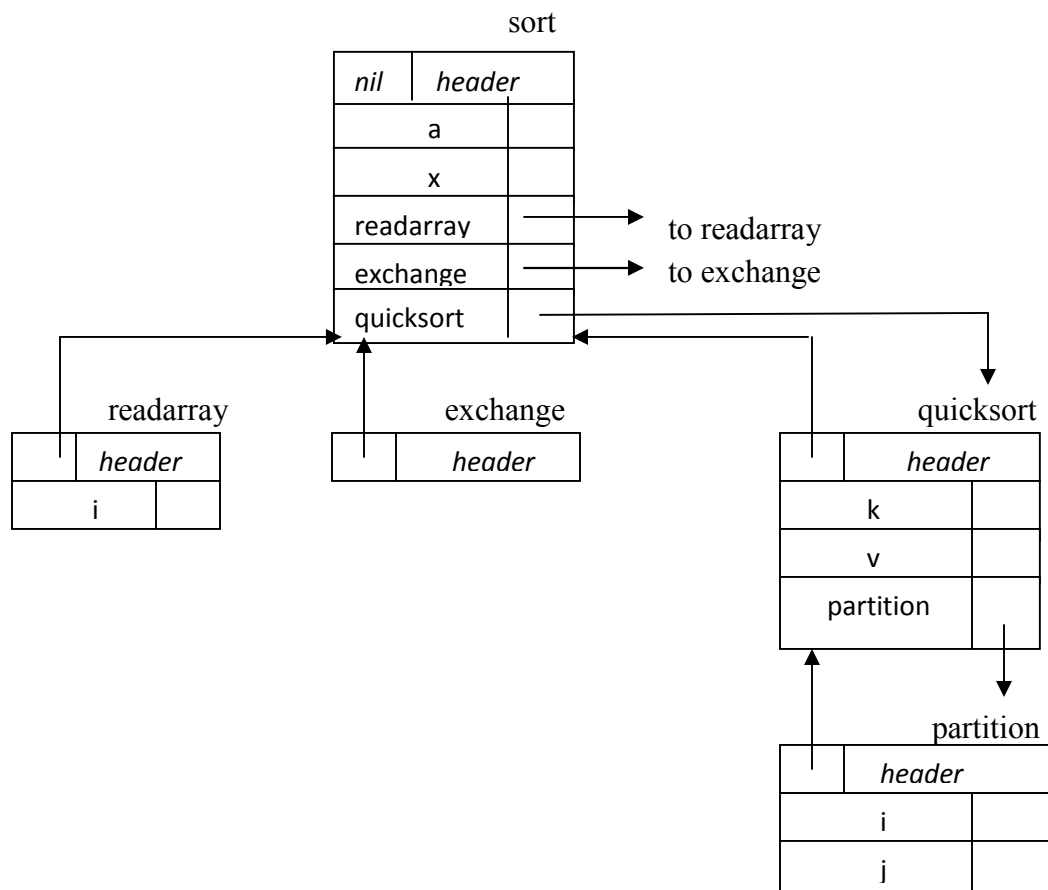 sort
nil header
a
x
readarray
to readarray
exchange
to exchange
quicksort
readarray
exchange
quicksort
header
header
header
i
k
v
partition
partition
header
i
j